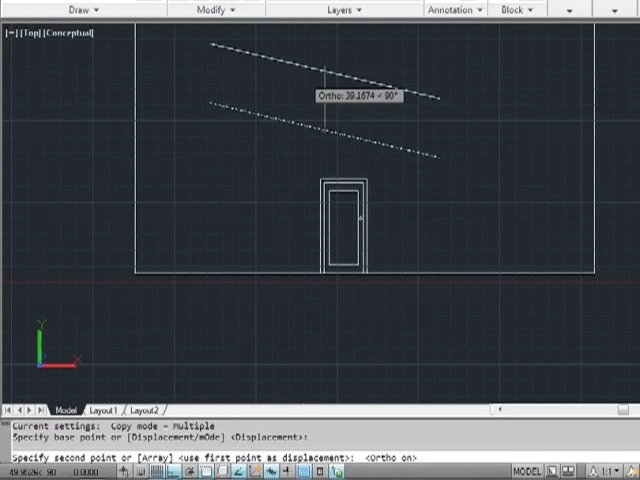 Draw Modify Layers Annotation Block
[−][Top][Conceptual]
Ortho: 39.1674 < 90°
Y
X
Model Layout1 Layout2
Current settings: Copy mode - Multiple
Specify base point or [Displacement/mOde] <Displacement>:
Specify second point or [Array] <use first point as displacement>: <Ortho on>
MODEL 1:1